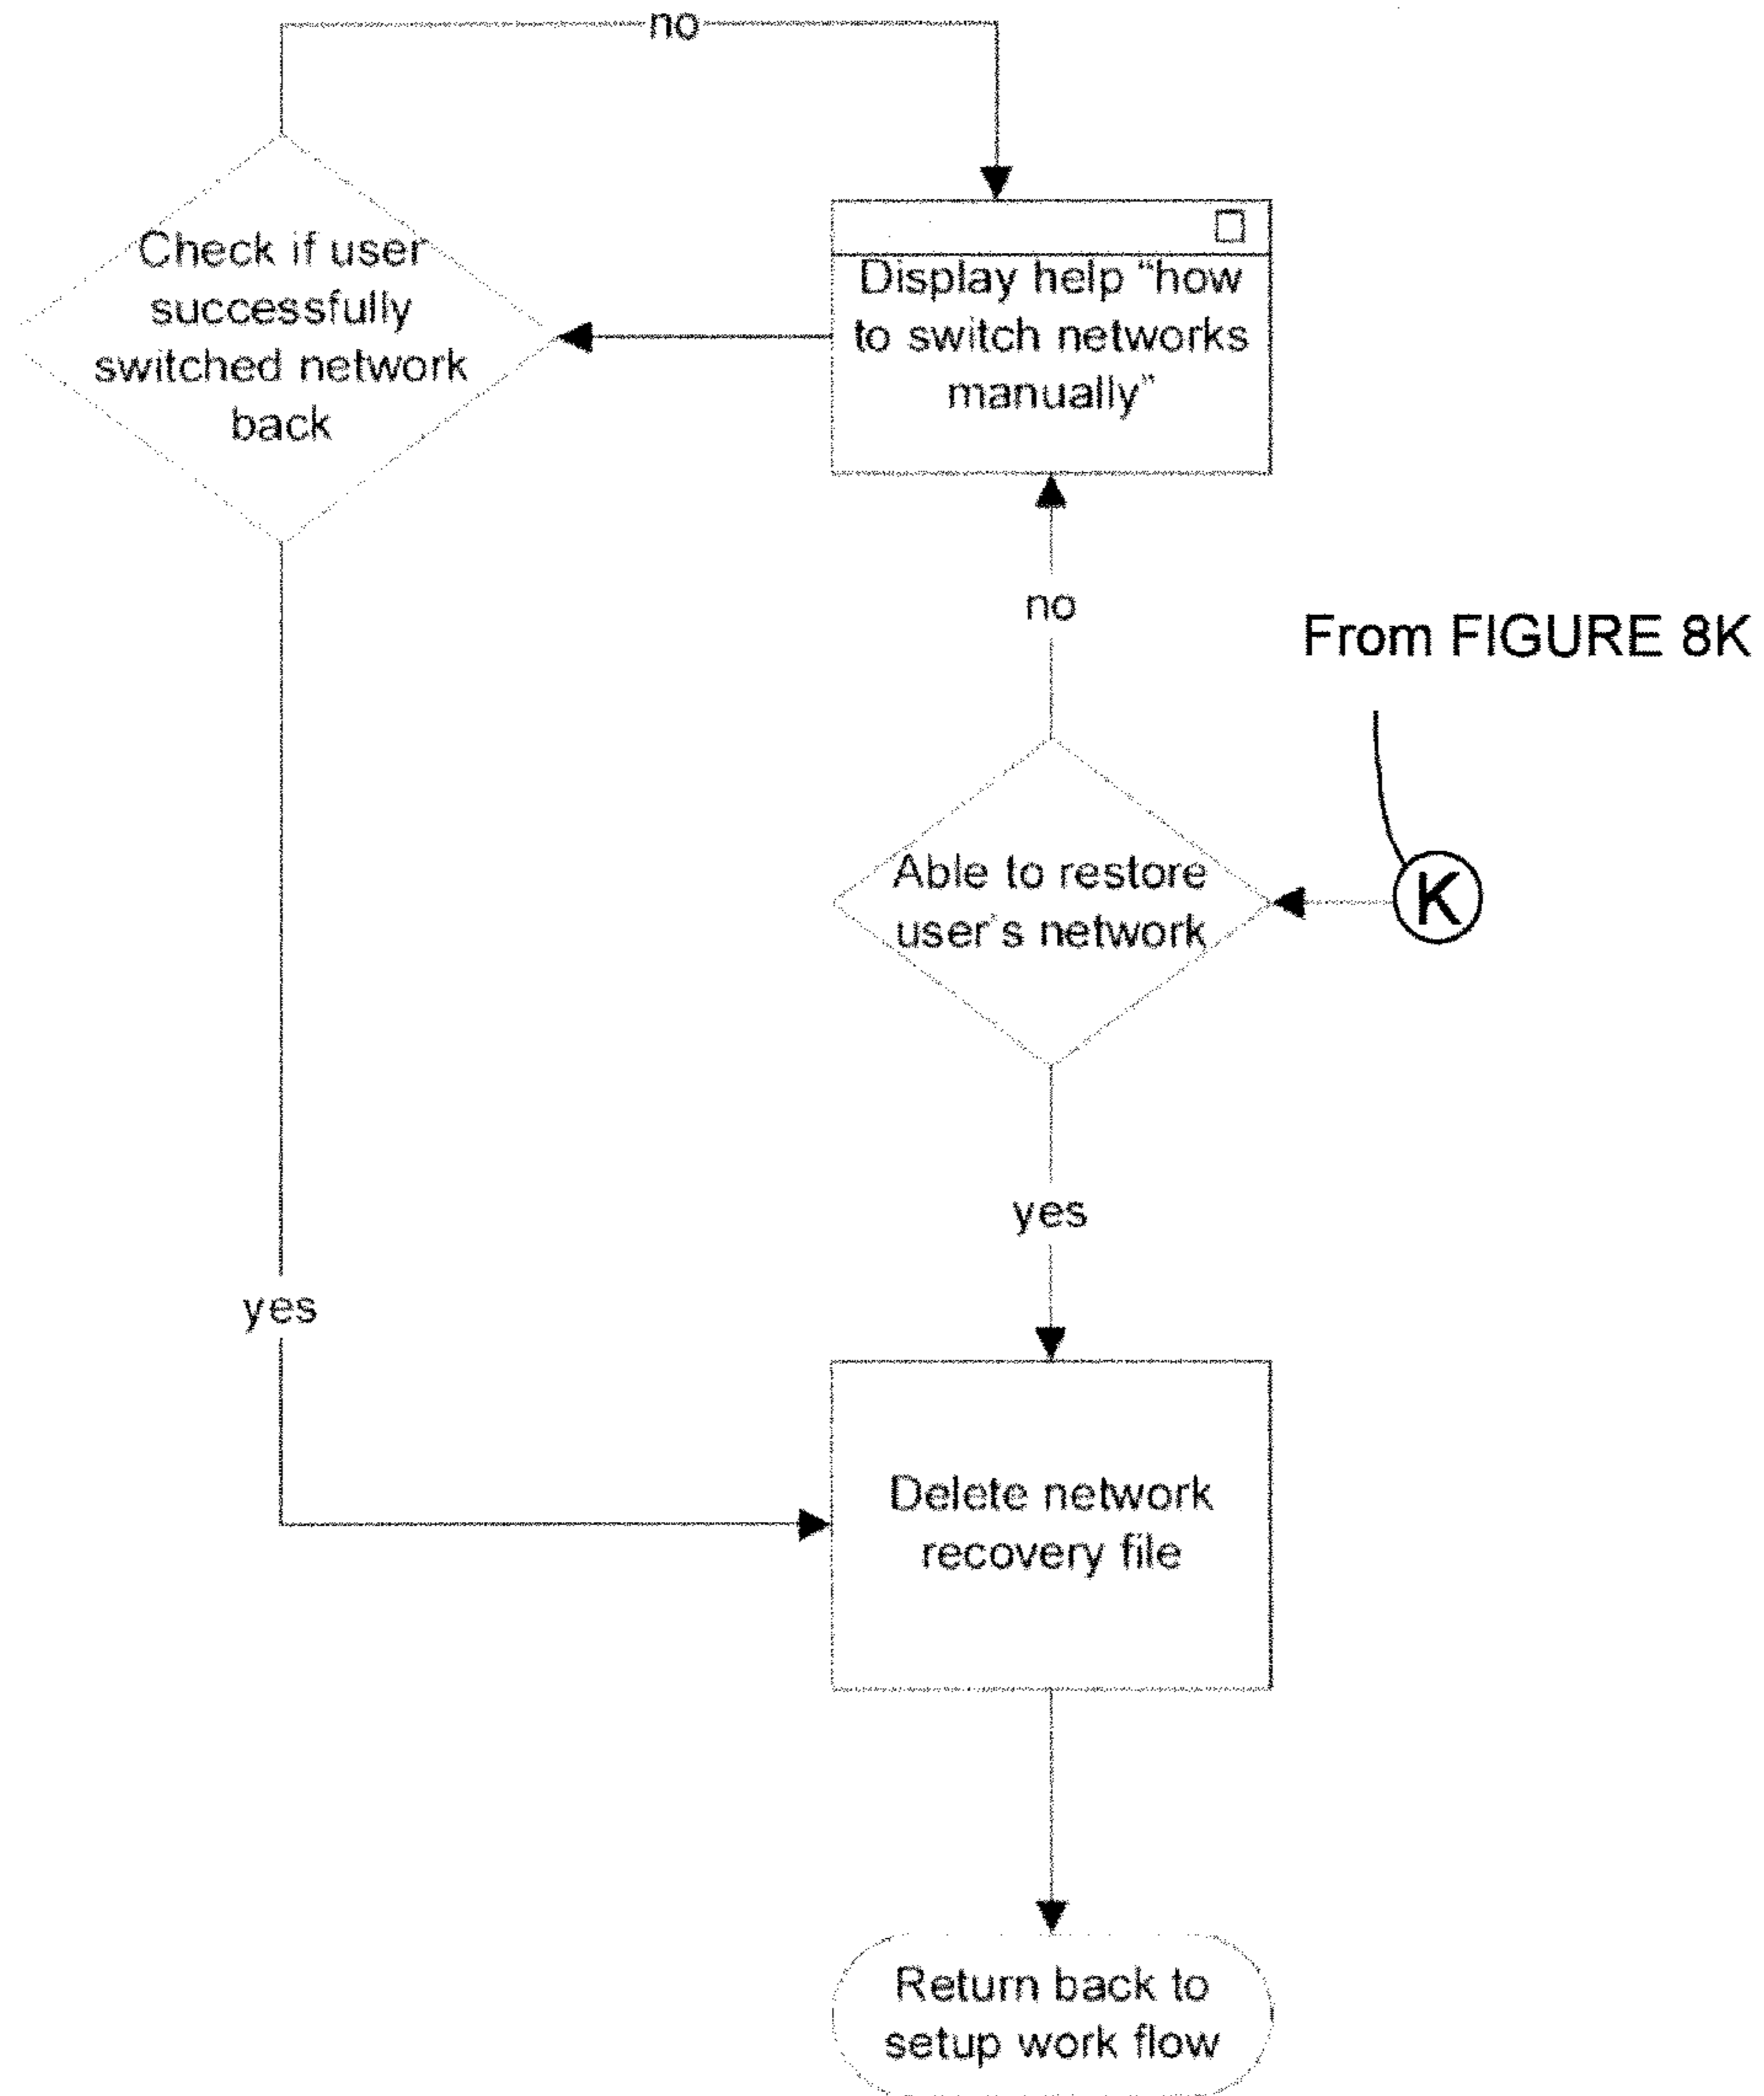 no
Check if user
successfully
switched network
back
Display help “how
to switch networks
manually”
no
From FIGURE 8K
K
Able to restore
user's network
yes
yes
Delete network
recovery file
Return back to
setup work flow